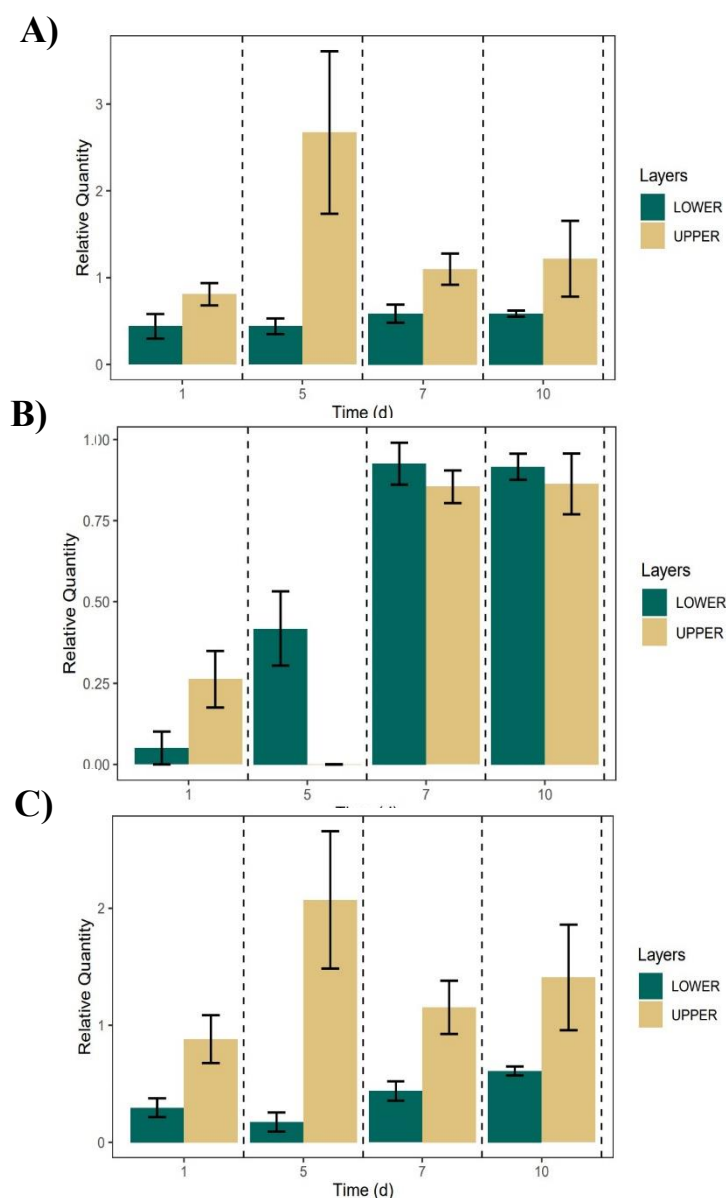 A)
Relative Quantity
3
2
1
0
1 5 7 10
Time (d)
Layers
LOWER
UPPER
B)
Relative Quantity
1.00
0.75
0.50
0.25
0.00
1 5 7 10
Layers
LOWER
UPPER
C)
Relative Quantity
2
1
0
1 5 7 10
Time (d)
Layers
LOWER
UPPER